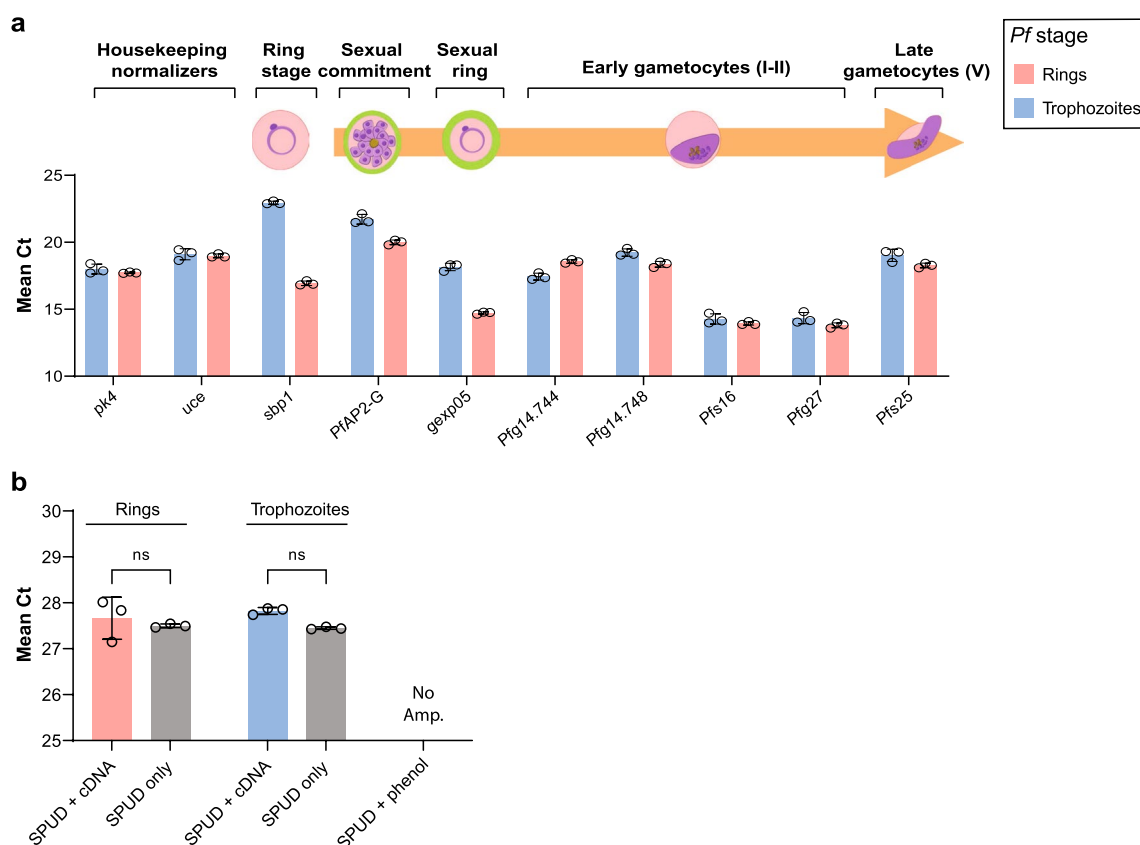 a
Housekeeping
normalizers
Ring
stage
Sexual
commitment
Sexual
ring
Early gametocytes (I-II)
Late
gametocytes (V)
Pf stage
Rings
Trophozoites
Mean Ct
25
20
15
10
pk4
uce
sbp1
PfAP2-G
gexp05
Pfg14.744
Pfg14.748
Pfs16
Pfg27
Pfs25
b
Mean Ct
30
29
28
27
26
25
Rings
Trophozoites
ns
ns
No
Amp.
SPUD + cDNA
SPUD only
SPUD + cDNA
SPUD only
SPUD + phenol